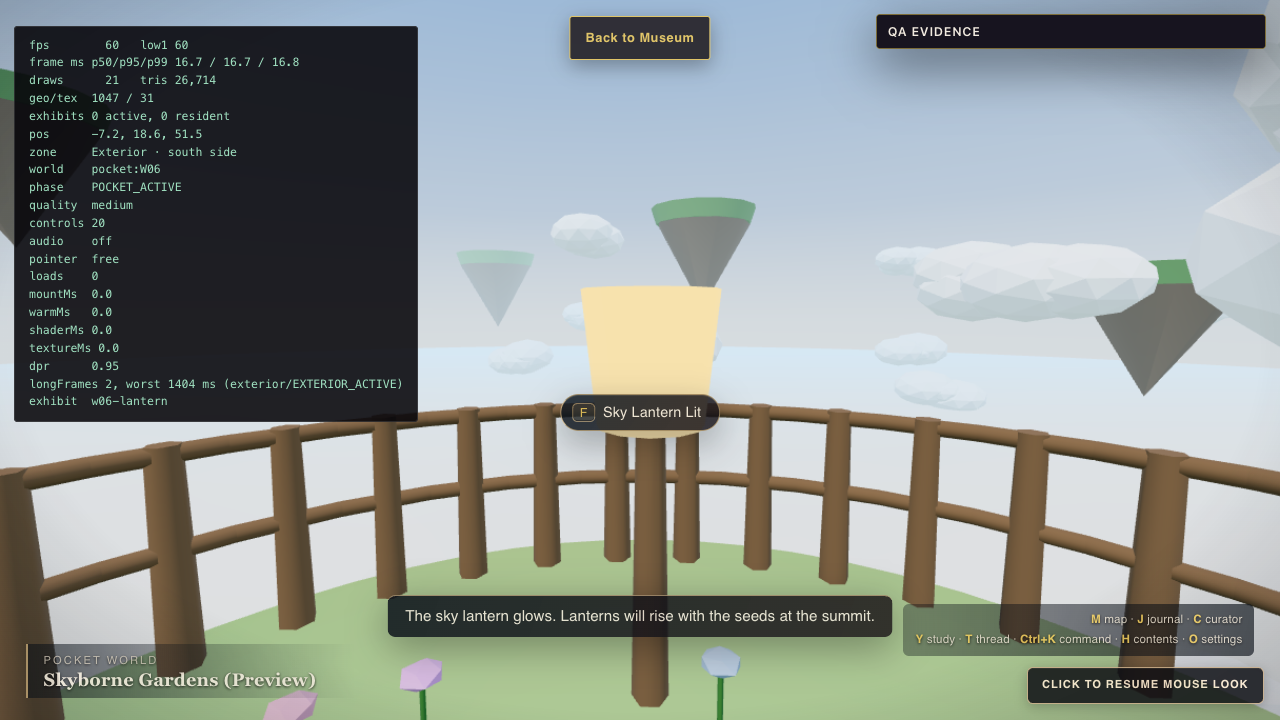 fps 60 low1 60
frame ms p50/p95/p99 16.7 / 16.7 / 16.8
draws 21 tris 26,714
geo/tex 1047 / 31
exhibits 0 active, 0 resident
pos −7.2, 18.6, 51.5
zone Exterior · south side
world pocket:W06
phase POCKET_ACTIVE
quality medium
controls 20
audio off
pointer free
loads 0
mountMs 0.0
warmMs 0.0
shaderMs 0.0
textureMs 0.0
dpr 0.95
longFrames 2, worst 1404 ms (exterior/EXTERIOR_ACTIVE)
exhibit w06-lantern
Back to Museum
QA EVIDENCE
F Sky Lantern Lit
The sky lantern glows. Lanterns will rise with the seeds at the summit.
M map · J journal · C curator
Y study · T thread · Ctrl+K command · H contents · O settings
POCKET WORLD
Skyborne Gardens (Preview)
CLICK TO RESUME MOUSE LOOK